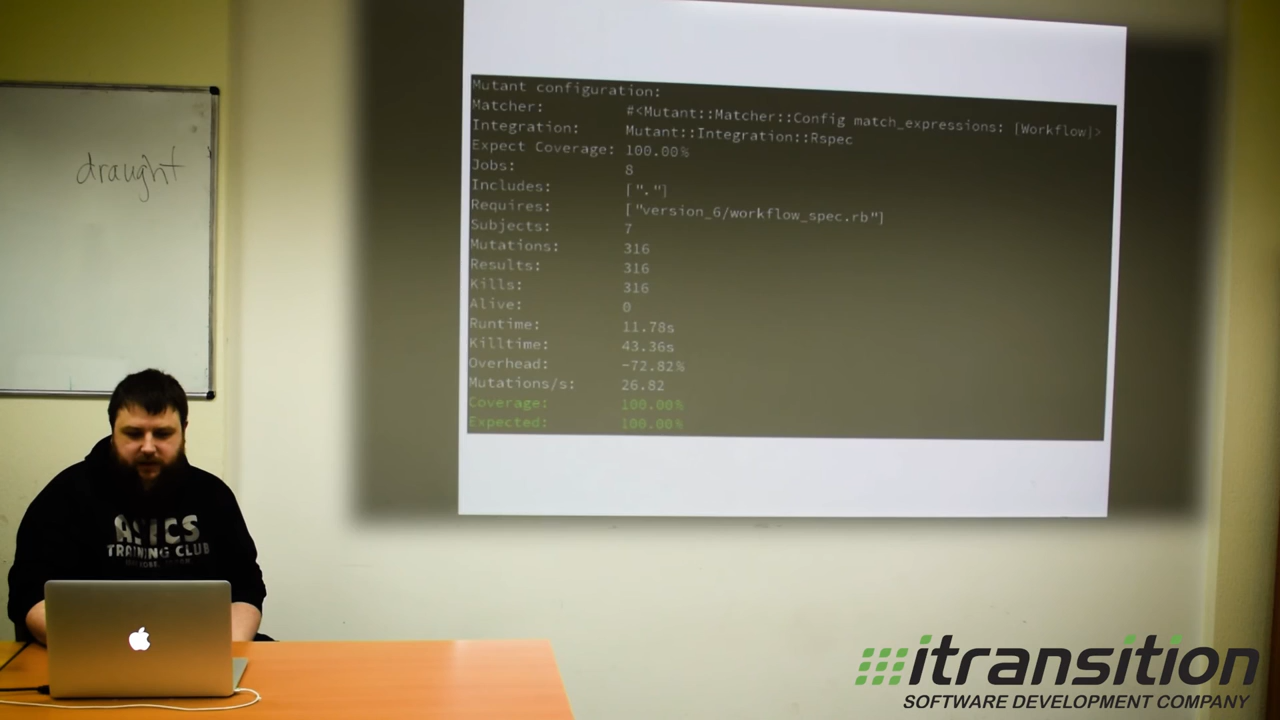 draught
Mutant configuration:
Matcher: #<Mutant::Matcher::Config match_expressions: [Workflow]>
Integration: Mutant::Integration::Rspec
Expect Coverage: 100.00%
Jobs: 8
Includes: ["."]
Requires: ["version_6/workflow_spec.rb"]
Subjects: 7
Mutations: 316
Results: 316
Kills: 316
Alive: 0
Runtime: 11.78s
Killtime: 43.36s
Overhead: -72.82%
Mutations/s: 26.82
Coverage: 100.00%
Expected: 100.00%
ASICS
TRAINING CLUB
itransition
SOFTWARE DEVELOPMENT COMPANY